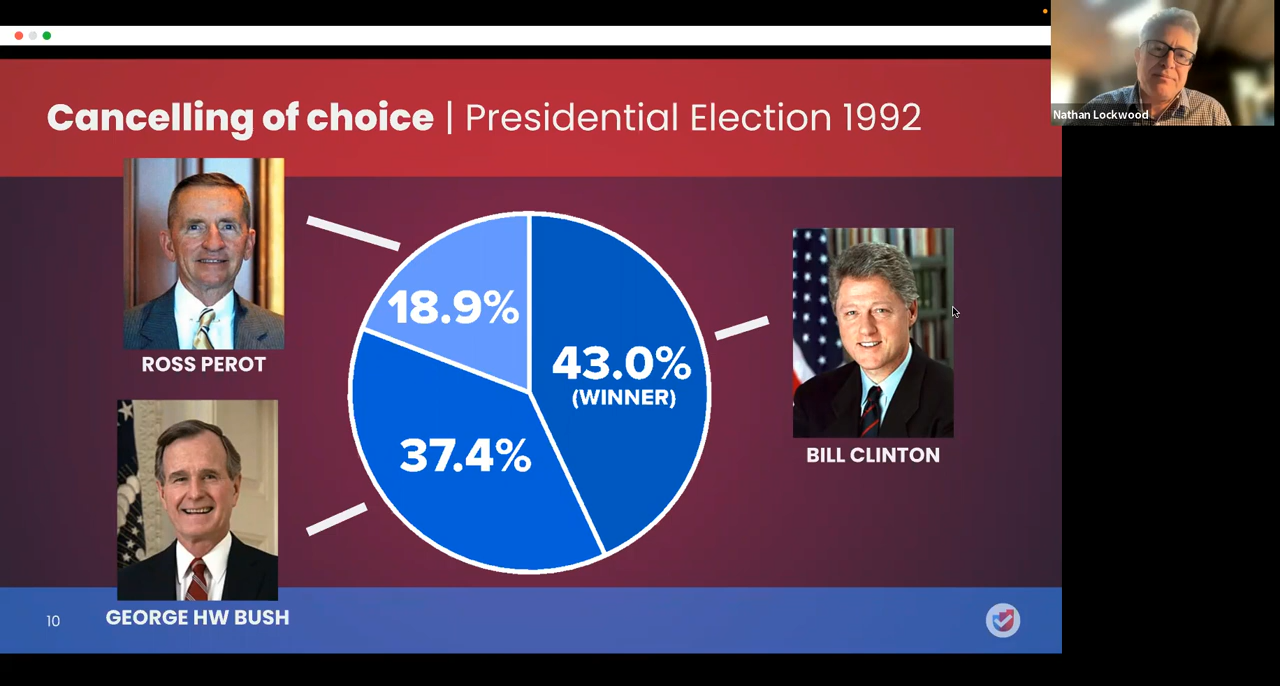 Cancelling of choice | Presidential Election 1992
Nathan Lockwood
18.9%
ROSS PEROT
43.0%
(WINNER)
37.4%
BILL CLINTON
10
GEORGE HW BUSH